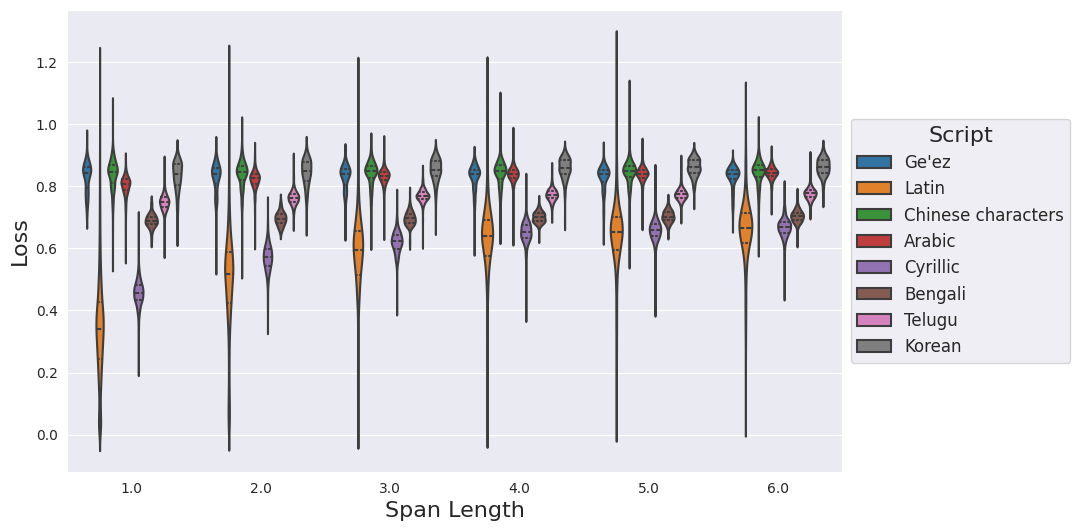 Loss
1.2
1.0
0.8
0.6
0.4
0.2
0.0
1.0 2.0 3.0 4.0 5.0 6.0
Span Length
Script
Ge'ez
Latin
Chinese characters
Arabic
Cyrillic
Bengali
Telugu
Korean